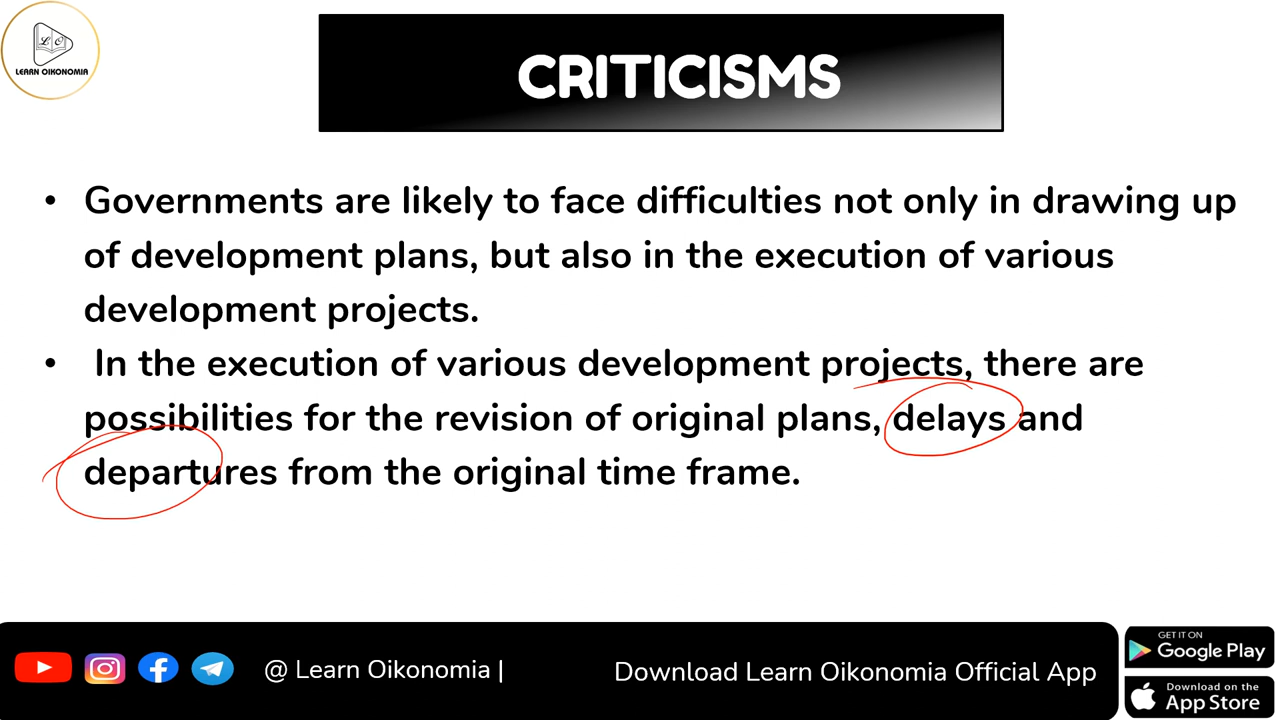 L O
LEARN OIKONOMIA
CRITICISMS
• Governments are likely to face difficulties not only in drawing up
of development plans, but also in the execution of various
development projects.
• In the execution of various development projects, there are
possibilities for the revision of original plans, delays and
departures from the original time frame.
@ Learn Oikonomia |
Download Learn Oikonomia Official App
GET IT ON
Google Play
Download on the
App Store